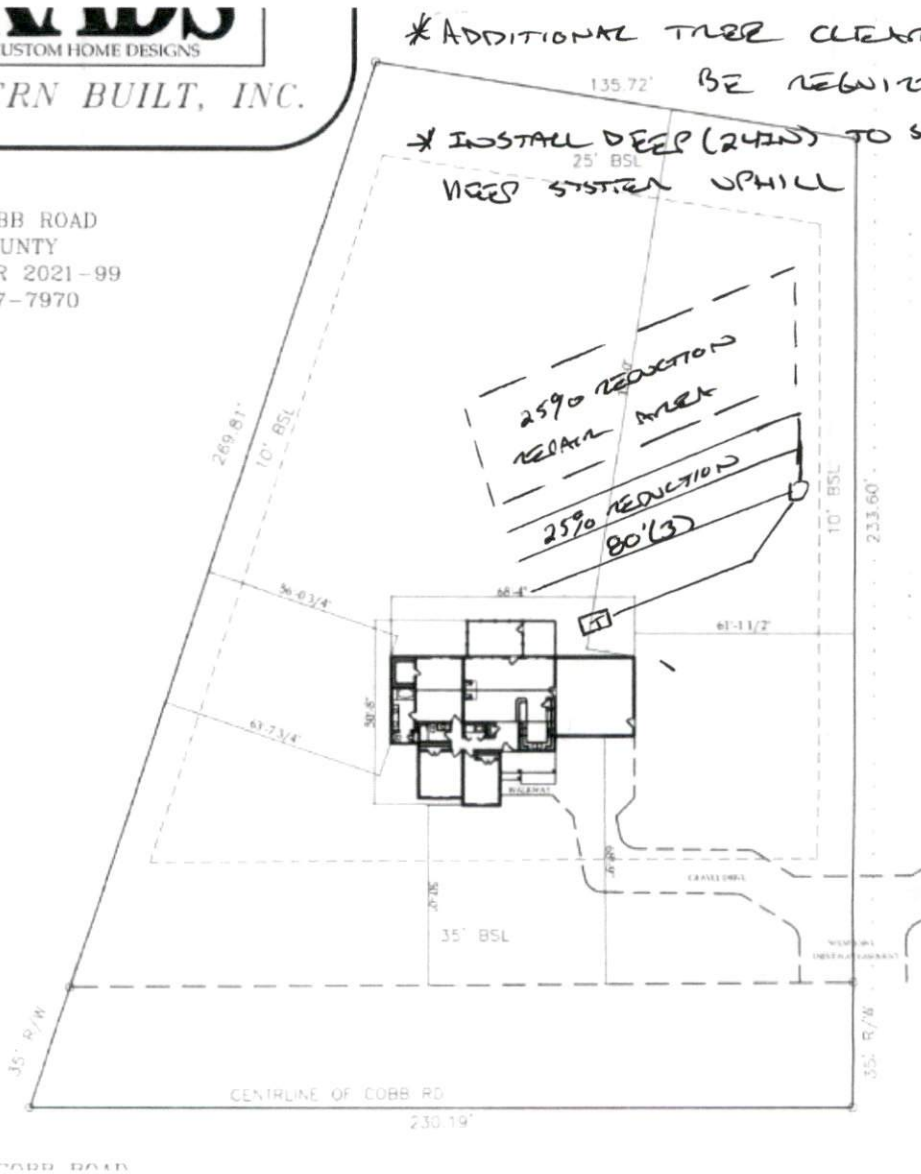 USTOM HOME DESIGNS
RN BUILT, INC.
* ADDITIONAL TREE CLEAR
BE REQUIR
* INSTALL DEEP (24IN) TO S
KEEP SYSTEM UPHILL
BB ROAD
UNTY
R 2021-99
7-7970
135.72'
25' BSL
269.81'
10' BSL
25% REDUCTION
REPAIR AREA
25% REDUCTION
80'(3)
10' BSL
233.60'
T
56'-0 3/4"
68'-4"
61'-1 1/2"
50'-8"
63'-7 3/4"
WALKWAY
GRAVEL DRIVE
35' BSL
35' R/W
35' R/W
CENTRLINE OF COBB RD
230.19'
COBB ROAD